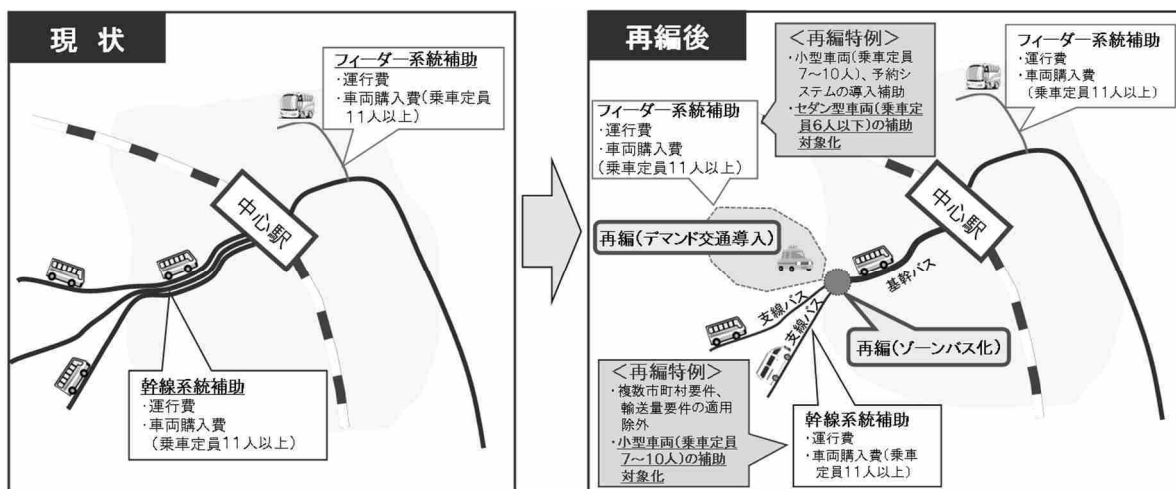 現 状
フィーダー系統補助
・運行費
・車両購入費(乗車定員
11人以上)
中心駅
幹線系統補助
・運行費
・車両購入費
(乗車定員11人以上)
再編後
＜再編特例＞
・小型車両(乗車定員
7～10人)、予約シ
ステムの導入補助
・セダン型車両(乗車定
員6人以下)の補助
対象化
フィーダー系統補助
・運行費
・車両購入費
(乗車定員11人以上)
フィーダー系統補助
・運行費
・車両購入費
(乗車定員11人以上)
中心駅
再編(デマンド交通導入)
基幹バス
支線バス
支線バス
再編(ゾーンバス化)
＜再編特例＞
・複数市町村要件、
輸送量要件の適用
除外
・小型車両(乗車定員
7～10人)の補助
対象化
幹線系統補助
・運行費
・車両購入費(乗車
定員11人以上)